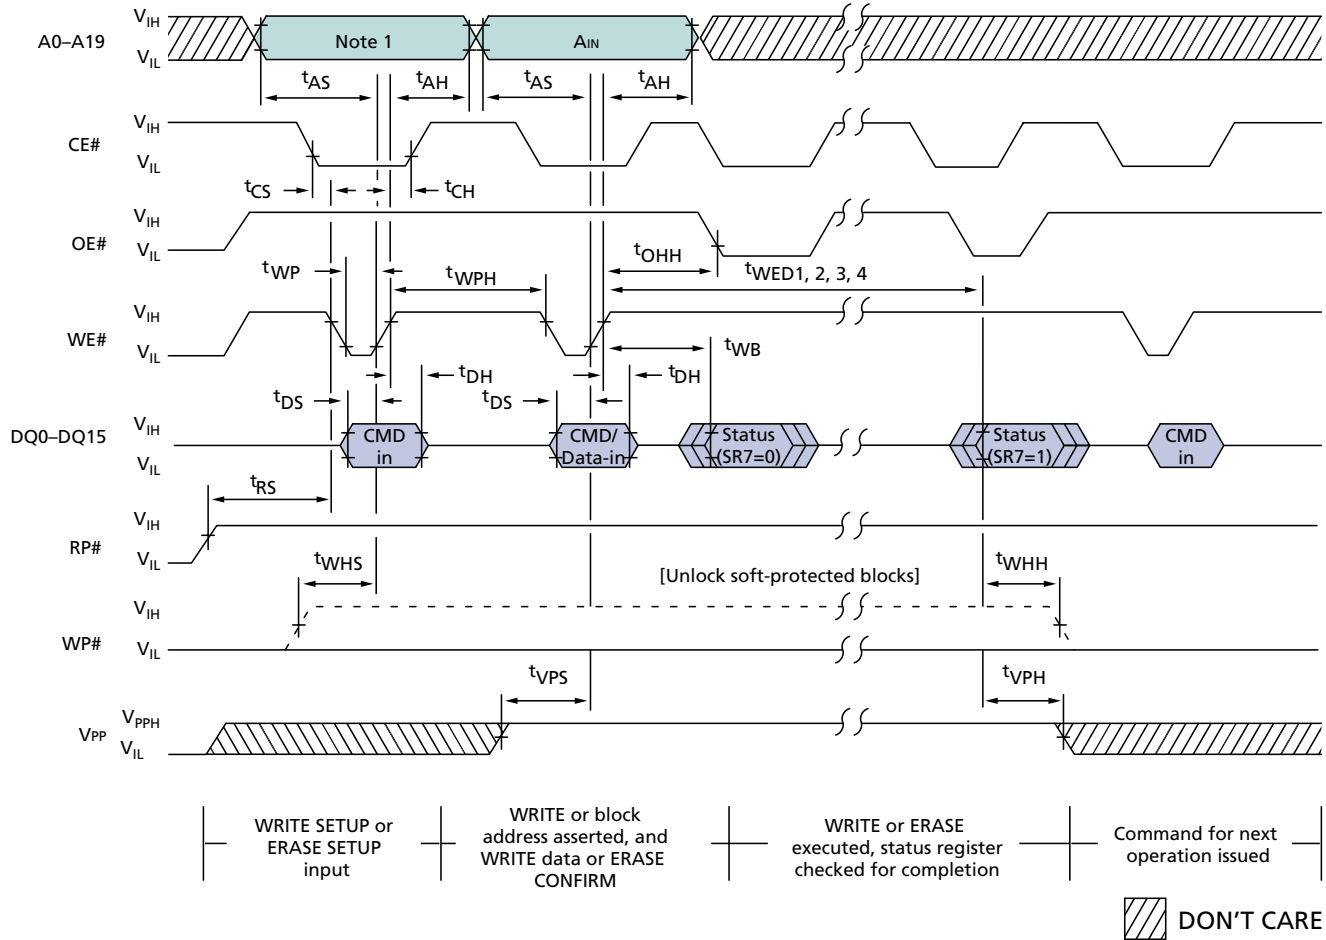 VIH
A0–A19
Note 1
AIN
VIL
tAS
tAH
tAS
tAH
VIH
CE#
VIL
tCS
tCH
VIH
OE#
VIL
tOHH
tWP
tWPH
tWED1, 2, 3, 4
VIH
WE#
VIL
tWB
tDH
tDH
tDS
tDS
VIH
DQ0–DQ15
VIL
CMD
in
CMD/
Data-in
Status
(SR7=0)
Status
(SR7=1)
CMD
in
tRS
VIH
RP#
VIL
tWHS
[Unlock soft-protected blocks]
tWHH
VIH
WP#
VIL
tVPS
tVPH
VPPH
VPP
VIL
WRITE SETUP or
ERASE SETUP
input
WRITE or block
address asserted, and
WRITE data or ERASE
CONFIRM
WRITE or ERASE
executed, status register
checked for completion
Command for next
operation issued
DON'T CARE